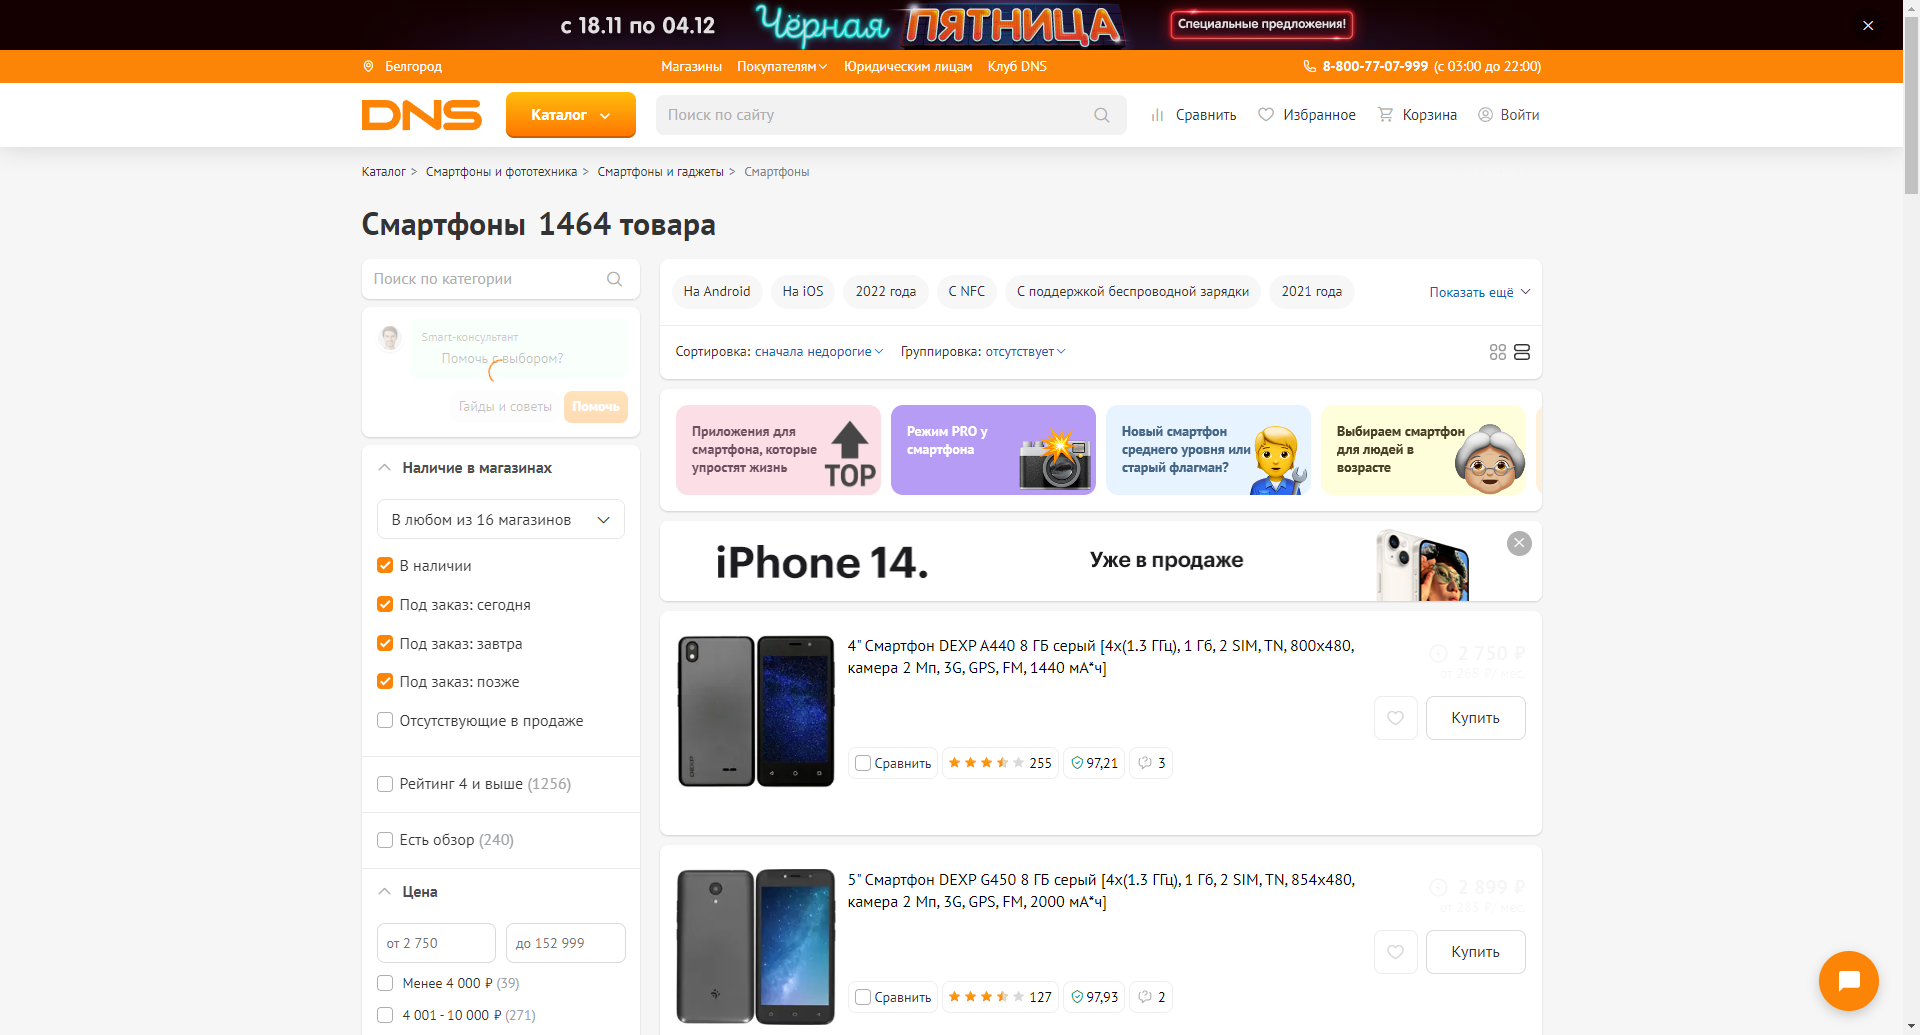 с 18.11 по 04.12
Чёрная ПЯТНИЦА
Специальные предложения!
Белгород
Магазины
Покупателям
Юридическим лицам
Клуб DNS
8-800-77-07-999 (с 03:00 до 22:00)
DNS
Каталог
Поиск по сайту
Сравнить
Избранное
Корзина
Войти
Каталог > Смартфоны и фототехника > Смартфоны и гаджеты > Смартфоны
Смартфоны 1464 товара
Поиск по категории
Smart-консультант
Помочь с выбором?
Гайды и советы
Помочь
Наличие в магазинах
В любом из 16 магазинов
В наличии
Под заказ: сегодня
Под заказ: завтра
Под заказ: позже
Отсутствующие в продаже
Рейтинг 4 и выше (1256)
Есть обзор (240)
Цена
от 2 750
до 152 999
Менее 4 000 ₽ (39)
4 001 - 10 000 ₽ (271)
На Android
На iOS
2022 года
С NFC
С поддержкой беспроводной зарядки
2021 года
Показать ещё
Сортировка: сначала недорогие
Группировка: отсутствует
Приложения для
смартфона, которые
упростят жизнь
TOP
Режим PRO у
смартфона
Новый смартфон
среднего уровня или
старый флагман?
Выбираем смартфон
для людей в
возрасте
iPhone 14.
Уже в продаже
4" Смартфон DEXP A440 8 ГБ серый [4x(1.3 ГГц), 1 Гб, 2 SIM, TN, 800x480,
камера 2 Мп, 3G, GPS, FM, 1440 мА*ч]
2 750 ₽
от 268 ₽/ мес.
Купить
Сравнить
255
97,21
3
DEXP
5" Смартфон DEXP G450 8 ГБ серый [4x(1.3 ГГц), 1 Гб, 2 SIM, TN, 854x480,
камера 2 Мп, 3G, GPS, FM, 2000 мА*ч]
2 899 ₽
от 283 ₽/ мес.
Купить
Сравнить
127
97,93
2